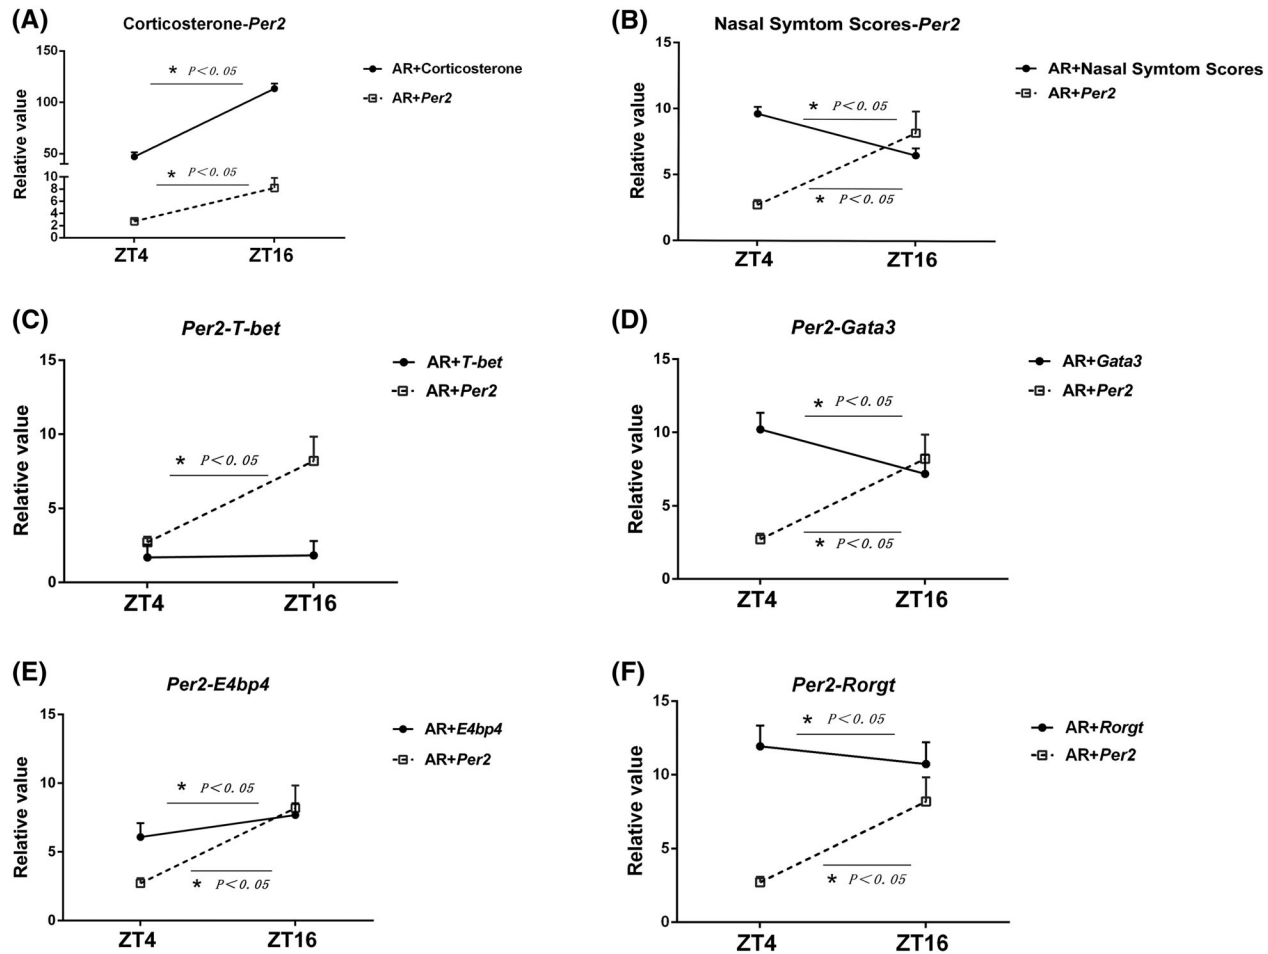 (A)
Corticosterone-Per2
150
100
50
10
8
6
4
2
0
Relative value
* P<0.05
* P<0.05
ZT4
ZT16
AR+Corticosterone
AR+Per2
(B)
Nasal Symtom Scores-Per2
15
10
5
0
Relative value
* P<0.05
* P<0.05
ZT4
ZT16
AR+Nasal Symtom Scores
AR+Per2
(C)
Per2-T-bet
15
10
5
0
Relative value
* P<0.05
ZT4
ZT16
AR+T-bet
AR+Per2
(D)
Per2-Gata3
15
10
5
0
Relative value
* P<0.05
* P<0.05
ZT4
ZT16
AR+Gata3
AR+Per2
(E)
Per2-E4bp4
15
10
5
0
Relative value
* P<0.05
* P<0.05
ZT4
ZT16
AR+E4bp4
AR+Per2
(F)
Per2-Rorgt
15
10
5
0
Relative value
* P<0.05
* P<0.05
ZT4
ZT16
AR+Rorgt
AR+Per2